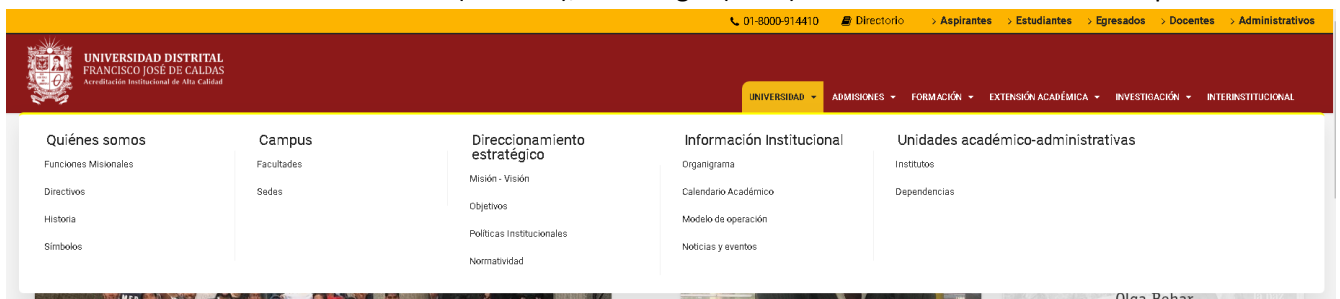 01-8000-914410 Directorio > Aspirantes > Estudiantes > Egresados > Docentes > Administrativos
UNIVERSIDAD DISTRITAL
FRANCISCO JOSÉ DE CALDAS
Acreditación Institucional de Alta Calidad
UNIVERSIDAD ADMISIONES FORMACIÓN EXTENSIÓN ACADÉMICA INVESTIGACIÓN INTERINSTITUCIONAL
Quiénes somos
Funciones Misionales
Directivos
Historia
Símbolos
Campus
Facultades
Sedes
Direccionamiento
estratégico
Misión - Visión
Objetivos
Políticas Institucionales
Normatividad
Información Institucional
Organigrama
Calendario Académico
Modelo de operación
Noticias y eventos
Unidades académico-administrativas
Institutos
Dependencias